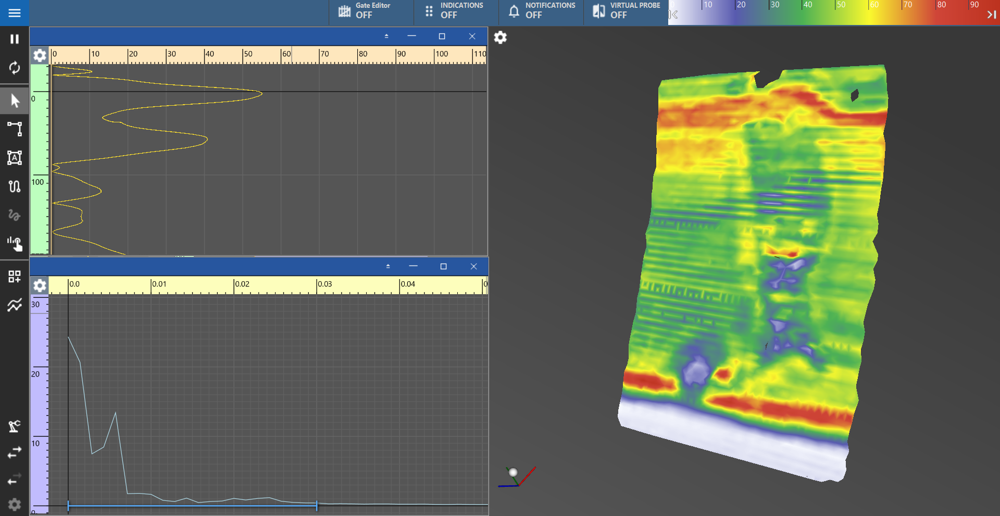 Gate Editor
OFF
INDICATIONS
OFF
NOTIFICATIONS
OFF
VIRTUAL PROBE
OFF
10 20 30 40 50 60 70 80 90
0 10 20 30 40 50 60 70 80 90 100 110
0
100
A
0.0 0.01 0.02 0.03 0.04
30
20
10